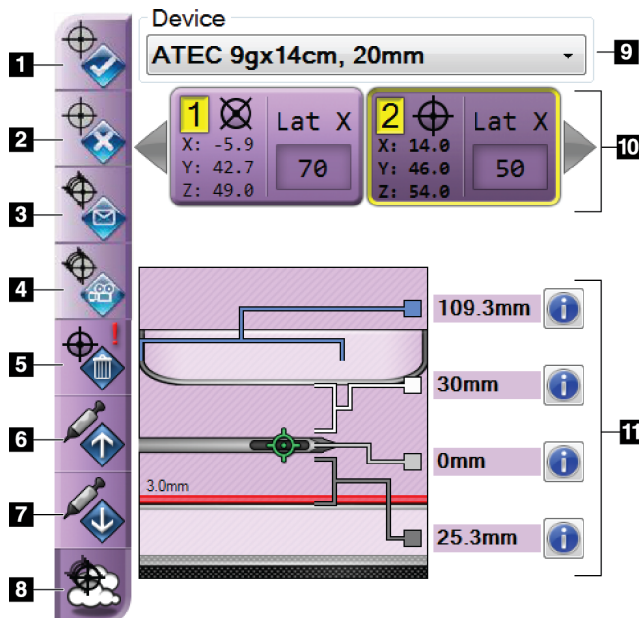 Device
1
ATEC 9gx14cm, 20mm
9
2
1
Lat X
X: -5.9
Y: 42.7
Z: 49.0
70
2
Lat X
X: 14.0
Y: 46.0
Z: 54.0
50
10
3
4
109.3mm
5
!
30mm
6
0mm
11
7
3.0mm
25.3mm
8